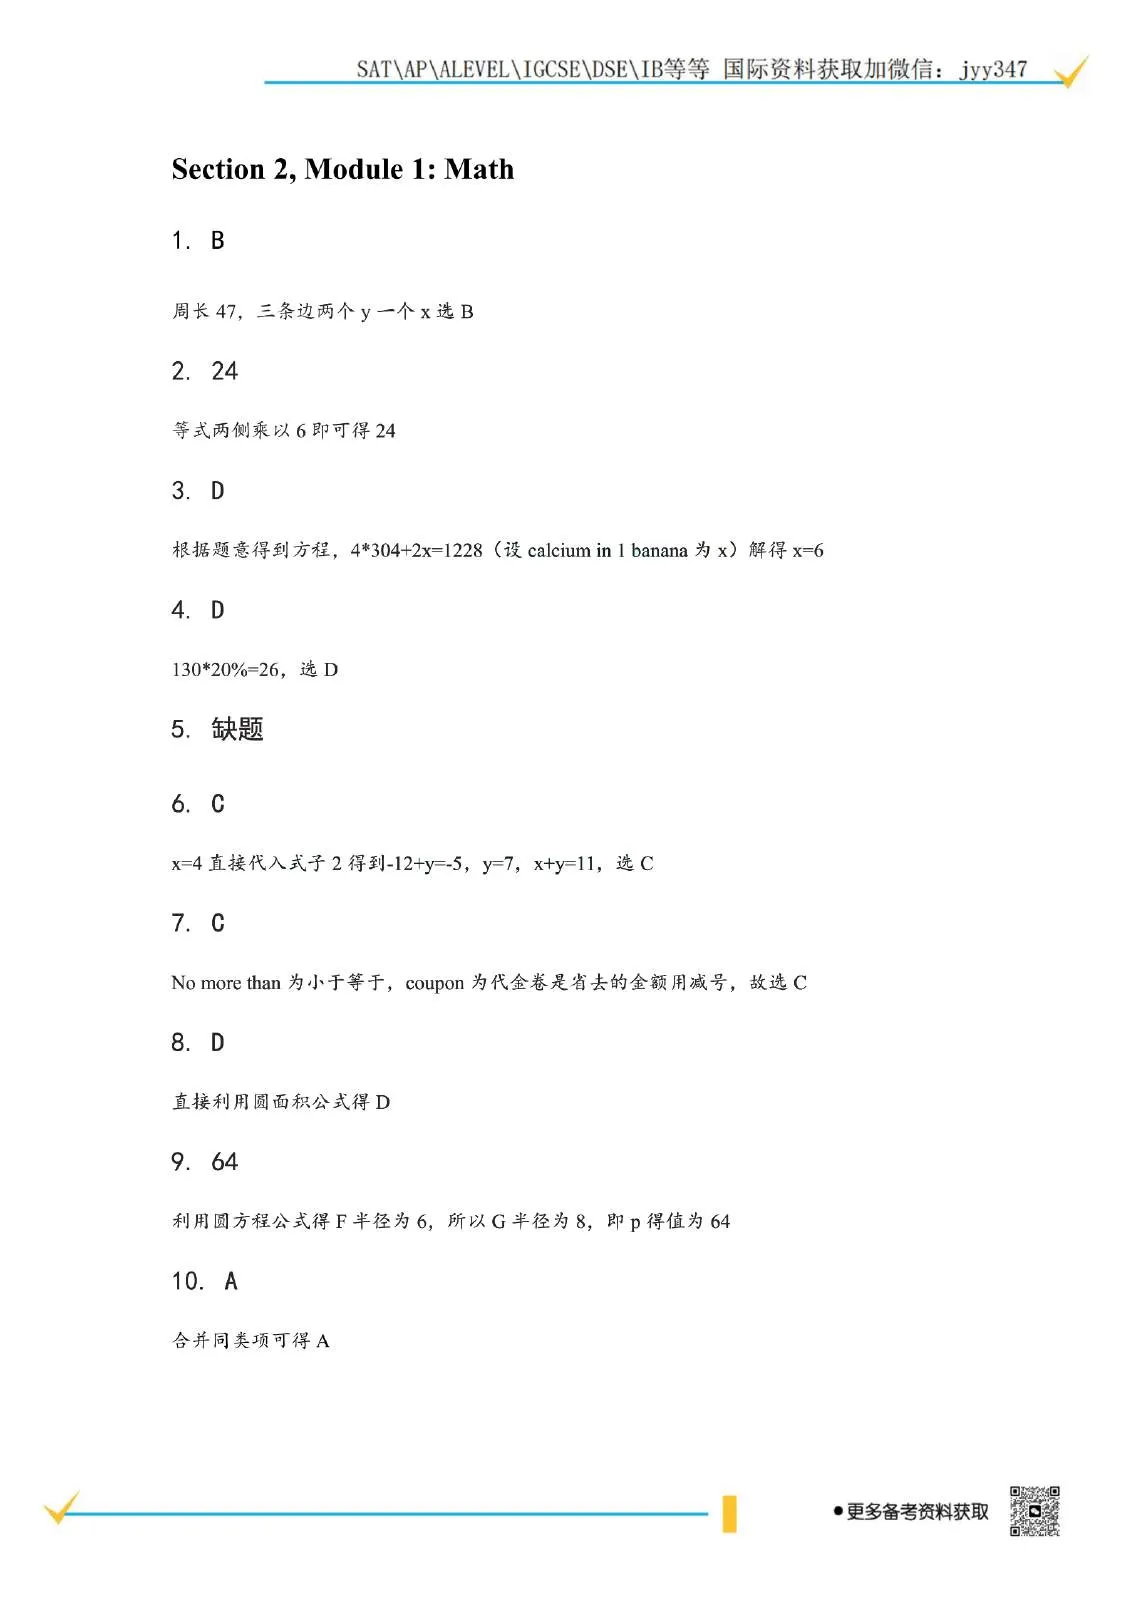 SAT\AP\ALEVEL\IGCSE\DSE\IB等等 国际资料获取加微信：jyy347
Section 2, Module 1: Math
1. B
周长 47，三条边两个 y 一个 x 选 B
2. 24
等式两侧乘以 6 即可得 24
3. D
根据题意得到方程，4*304+2x=1228（设 calcium in 1 banana 为 x）解得 x=6
4. D
130*20%=26，选 D
5. 缺题
6. C
x=4 直接代入式子 2 得到-12+y=-5，y=7，x+y=11，选 C
7. C
No more than 为小于等于，coupon 为代金卷是省去的金额用减号，故选 C
8. D
直接利用圆面积公式得 D
9. 64
利用圆方程公式得 F 半径为 6，所以 G 半径为 8，即 p 得值为 64
10. A
合并同类项可得 A
●更多备考资料获取